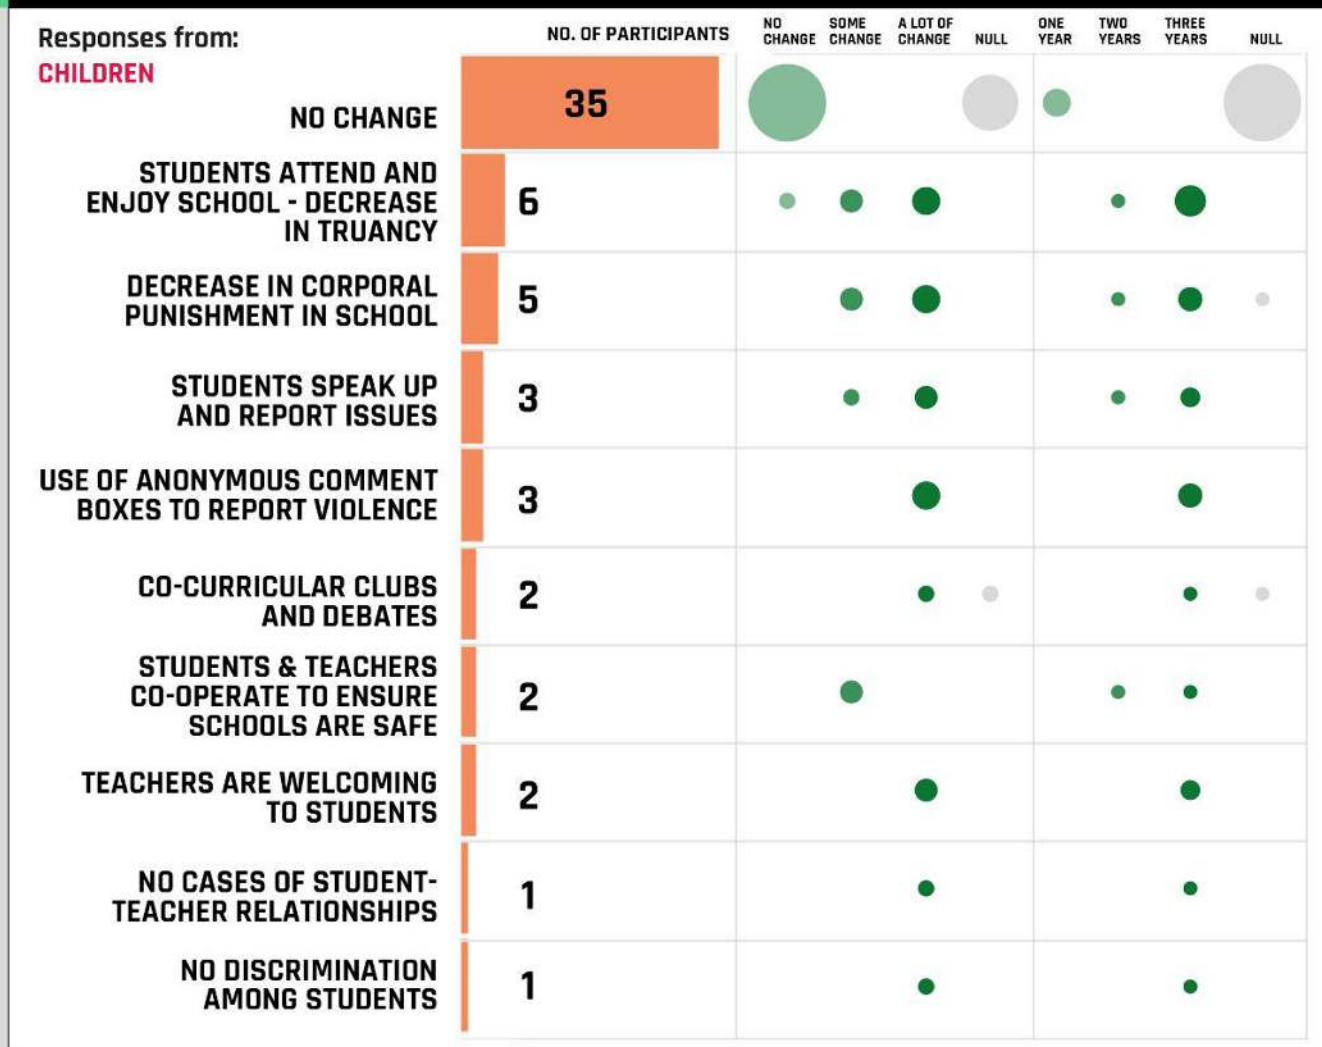 Responses from:
CHILDREN
NO. OF PARTICIPANTS
NO CHANGE
SOME CHANGE
A LOT OF CHANGE
NULL
ONE YEAR
TWO YEARS
THREE YEARS
NULL
NO CHANGE
35
STUDENTS ATTEND AND
ENJOY SCHOOL - DECREASE
IN TRUANCY
6
DECREASE IN CORPORAL
PUNISHMENT IN SCHOOL
5
STUDENTS SPEAK UP
AND REPORT ISSUES
3
USE OF ANONYMOUS COMMENT
BOXES TO REPORT VIOLENCE
3
CO-CURRICULAR CLUBS
AND DEBATES
2
STUDENTS & TEACHERS
CO-OPERATE TO ENSURE
SCHOOLS ARE SAFE
2
TEACHERS ARE WELCOMING
TO STUDENTS
2
NO CASES OF STUDENT-
TEACHER RELATIONSHIPS
1
NO DISCRIMINATION
AMONG STUDENTS
1